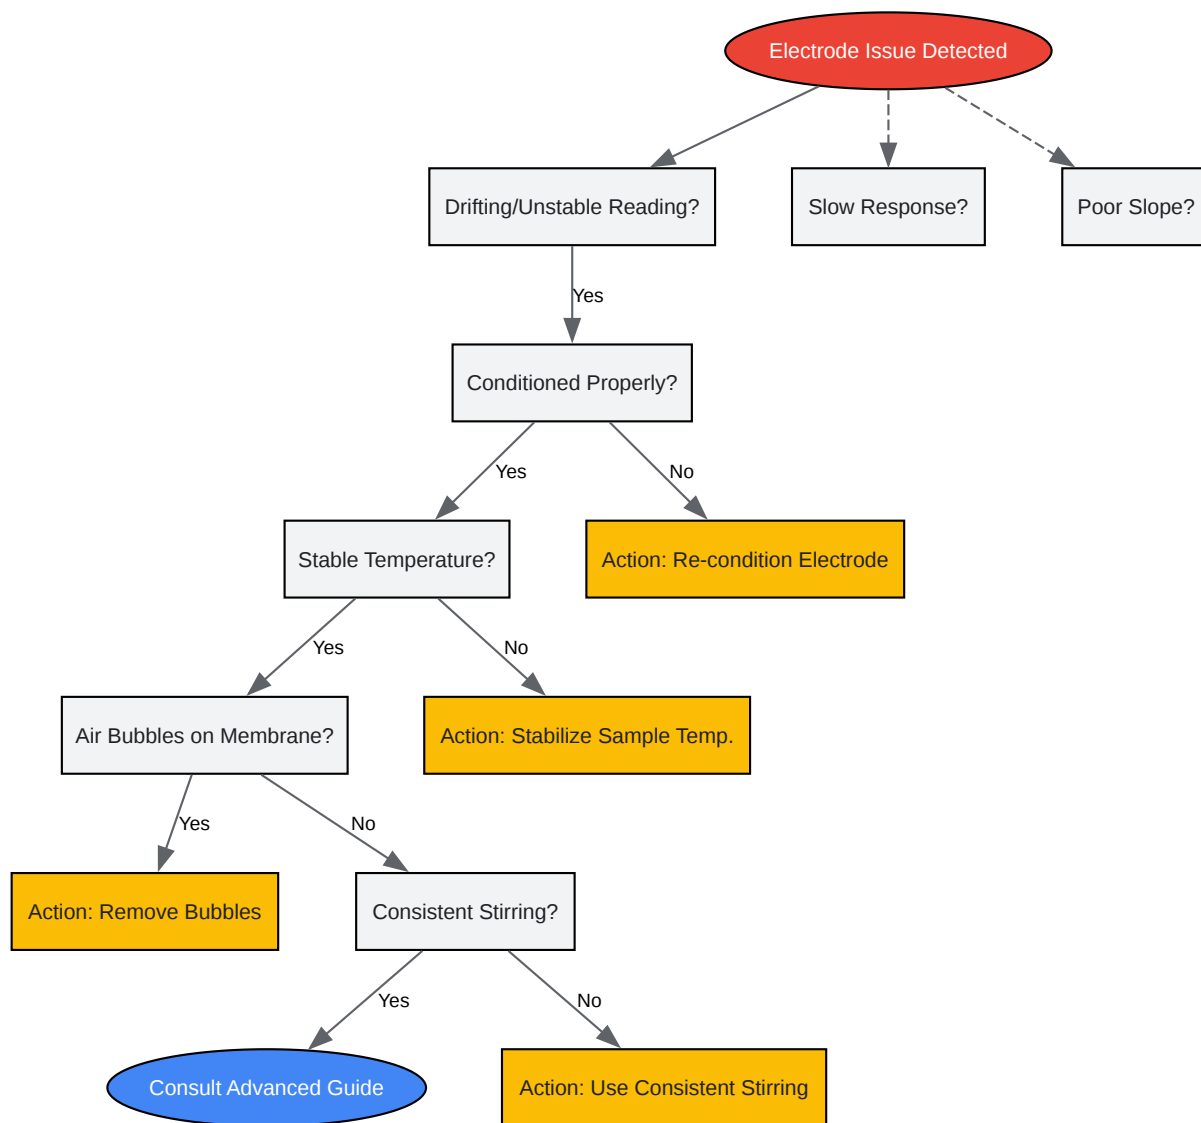 Electrode Issue Detected
Drifting/Unstable Reading?
Slow Response?
Poor Slope?
Yes
Conditioned Properly?
Yes
No
Stable Temperature?
Action: Re-condition Electrode
Yes
No
Air Bubbles on Membrane?
Action: Stabilize Sample Temp.
Yes
No
Action: Remove Bubbles
Consistent Stirring?
Yes
No
Consult Advanced Guide
Action: Use Consistent Stirring